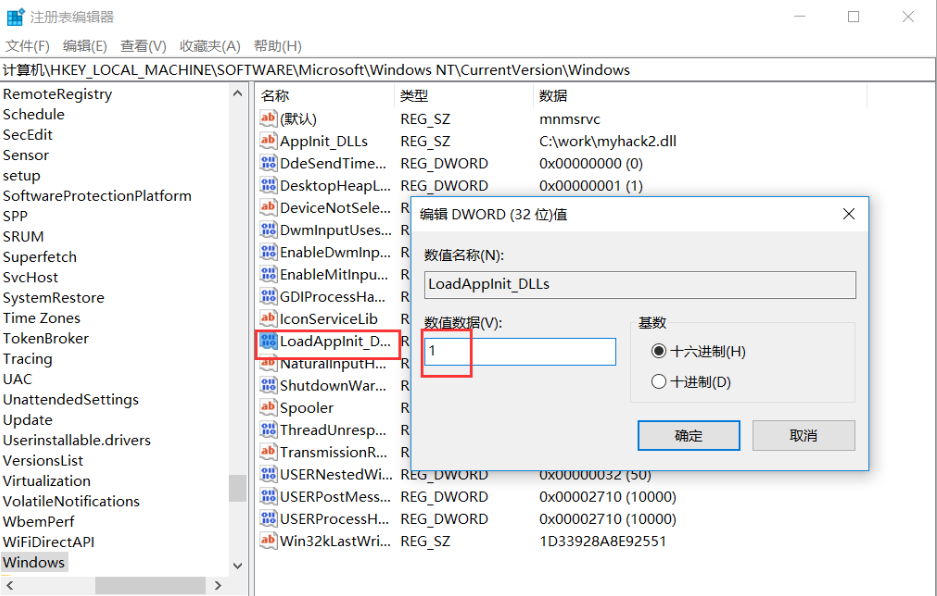 注册表编辑器
文件(F) 编辑(E) 查看(V) 收藏夹(A) 帮助(H)
计算机\HKEY_LOCAL_MACHINE\SOFTWARE\Microsoft\Windows NT\CurrentVersion\Windows
RemoteRegistry
Schedule
SecEdit
Sensor
setup
SoftwareProtectionPlatform
SPP
SRUM
Superfetch
SvcHost
SystemRestore
Time Zones
TokenBroker
Tracing
UAC
UnattendedSettings
Update
Userinstallable.drivers
VersionsList
Virtualization
VolatileNotifications
WbemPerf
WiFiDirectAPI
Windows
名称 类型 数据
(默认) REG_SZ mnmsrvc
AppInit_DLLs REG_SZ C:\work\myhack2.dll
DdeSendTime... REG_DWORD 0x00000000 (0)
DesktopHeapL... REG_DWORD 0x00000001 (1)
DeviceNotSele... R
DwmInputUses... R
EnableDwmInp... R
EnableMitInpu... R
GDIProcessHa... R
IconServiceLib R
LoadAppInit_D... R
NaturalInputH... R
ShutdownWar... R
Spooler R
ThreadUnresp... R
TransmissionR... R
USERNestedWi... REG_DWORD 0x00000032 (50)
USERPostMess... REG_DWORD 0x00002710 (10000)
USERProcessH... REG_DWORD 0x00002710 (10000)
Win32kLastWri... REG_SZ 1D33928A8E92551
编辑 DWORD (32 位)值
数值名称(N):
LoadAppInit_DLLs
数值数据(V):
1
基数
十六进制(H)
十进制(D)
确定 取消